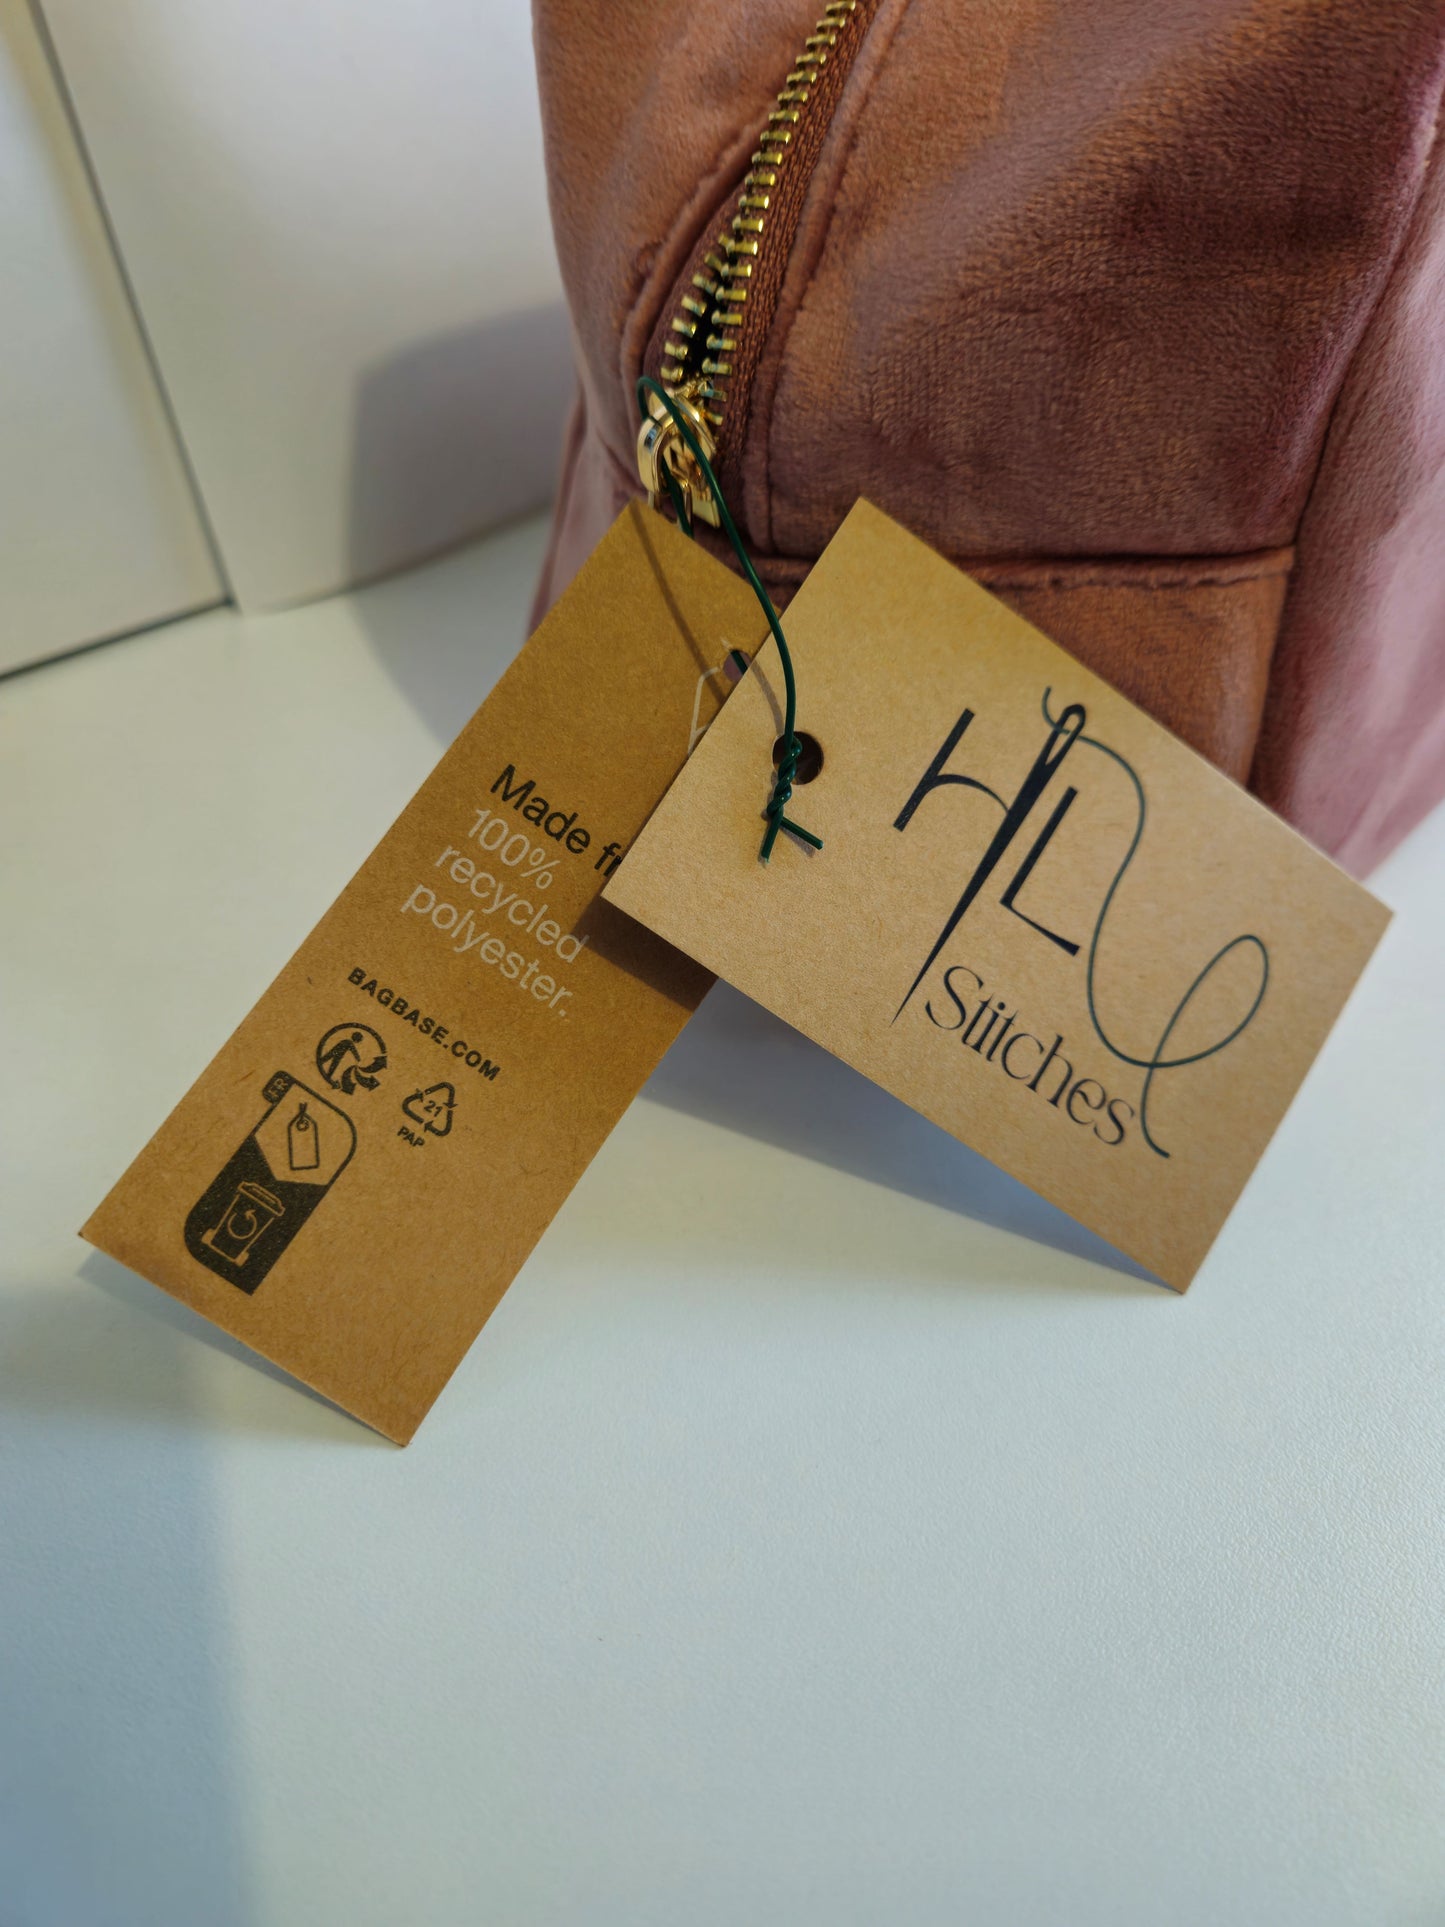 Made
100%
recycled
polyester.
BAGBASE.COM
FR
21
PAP
HL
Stitches